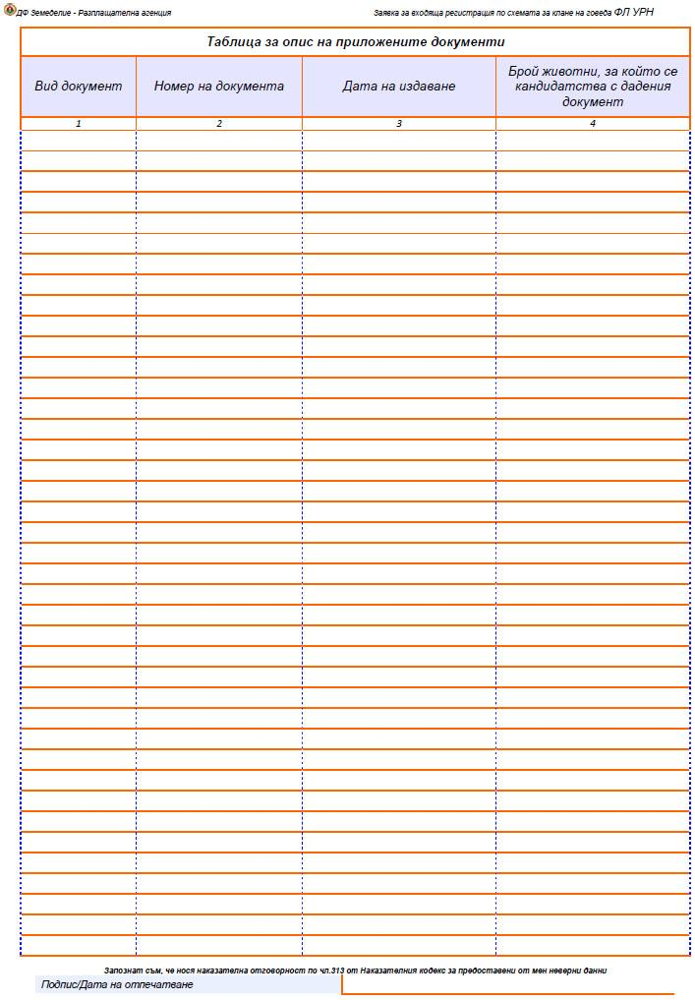 ДФ Земеделие - Разплащателна агенция
Заявка за входяща регистрация по схемата за клане на говеда ФЛ УРН
Таблица за опис на приложените документи
Вид документ
Номер на документа
Дата на издаване
Брой животни, за който се
кандидатства с дадения
документ
1
2
3
4
Запознат съм, че нося наказателна отговорност по чл.313 от Наказателния кодекс за предоставени от мен неверни данни
Подпис/Дата на отпечатване